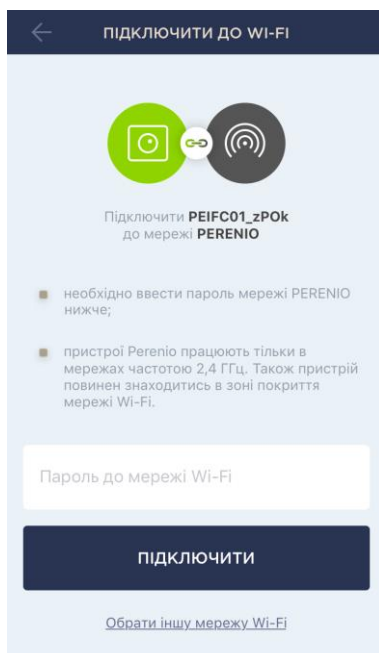 ПІДКЛЮЧИТИ ДО WI-FI
Підключити PEIFC01_zPOk
до мережі PERENIO
необхідно ввести пароль мережі PERENIO
нижче;
пристрої Perenio працюють тільки в
мережах частотою 2,4 ГГц. Також пристрій
повинен знаходитись в зоні покриття
мережі Wi-Fi.
Пароль до мережі Wi-Fi
ПІДКЛЮЧИТИ
Обрати іншу мережу Wi-Fi